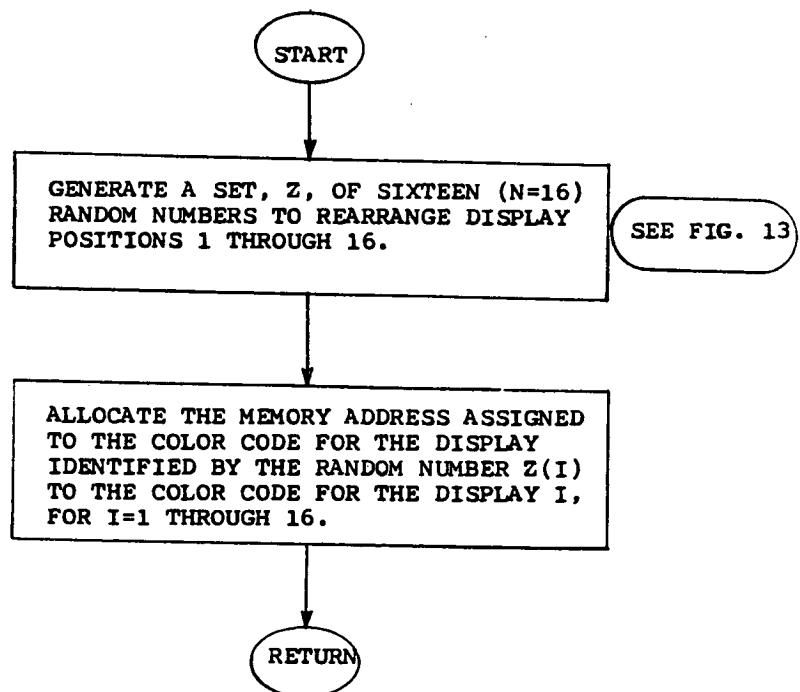 START
GENERATE A SET, Z, OF SIXTEEN (N=16)
RANDOM NUMBERS TO REARRANGE DISPLAY
POSITIONS 1 THROUGH 16.
SEE FIG. 13
ALLOCATE THE MEMORY ADDRESS ASSIGNED
TO THE COLOR CODE FOR THE DISPLAY
IDENTIFIED BY THE RANDOM NUMBER Z(I)
TO THE COLOR CODE FOR THE DISPLAY I,
FOR I=1 THROUGH 16.
RETURN